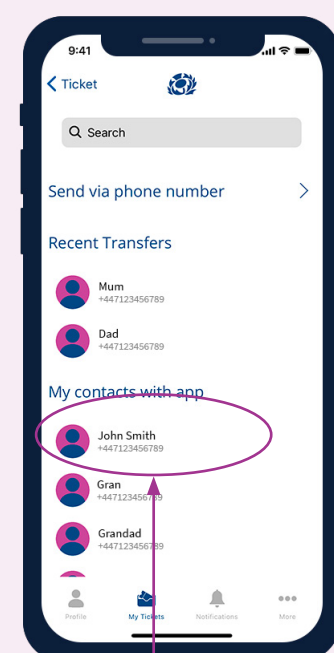 9:41
Ticket
Search
Send via phone number
Recent Transfers
Mum
+447123456789
Dad
+447123456789
My contacts with app
John Smith
+447123456789
Gran
+447123456789
Grandad
+447123456789
Profile
My Tickets
Notifications
More